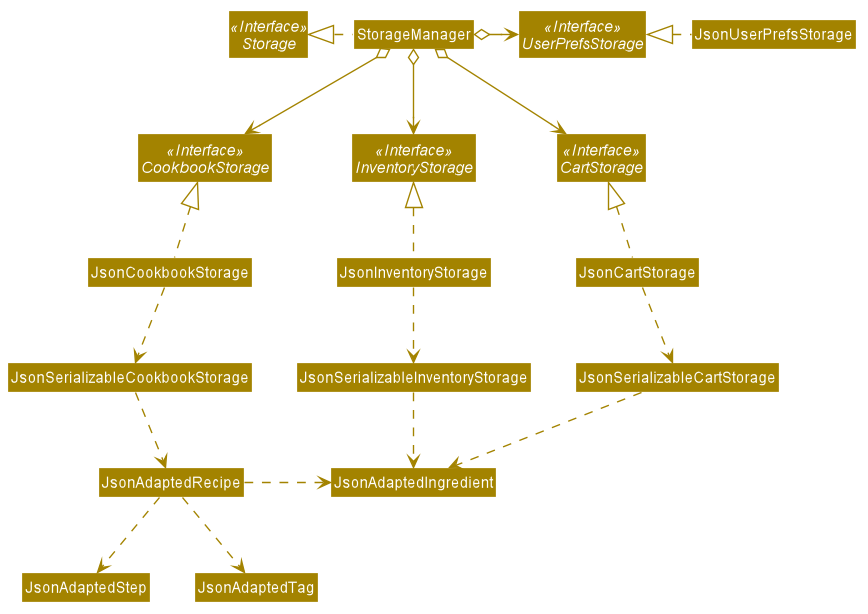 «Interface»
Storage
StorageManager
«Interface»
UserPrefsStorage
JsonUserPrefsStorage
«Interface»
CookbookStorage
«Interface»
InventoryStorage
«Interface»
CartStorage
JsonCookbookStorage
JsonInventoryStorage
JsonCartStorage
JsonSerializableCookbookStorage
JsonSerializableInventoryStorage
JsonSerializableCartStorage
JsonAdaptedRecipe
JsonAdaptedIngredient
JsonAdaptedStep
JsonAdaptedTag